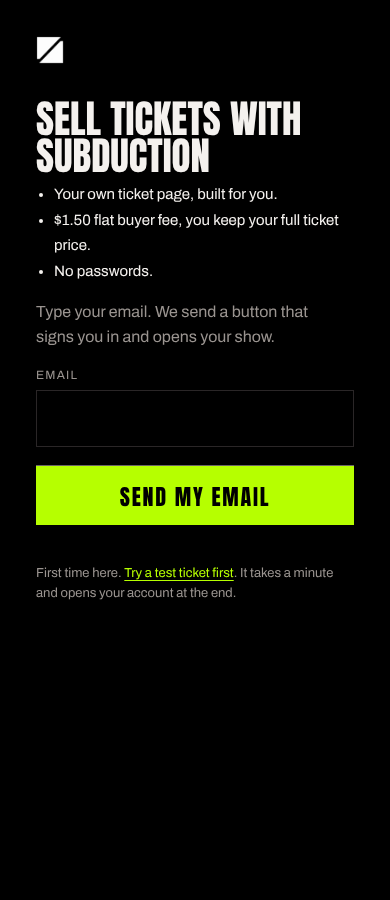 SELL TICKETS WITH
SUBDUCTION
• Your own ticket page, built for you.
• $1.50 flat buyer fee, you keep your full ticket
price.
• No passwords.
Type your email. We send a button that
signs you in and opens your show.
EMAIL
SEND MY EMAIL
First time here. Try a test ticket first. It takes a minute
and opens your account at the end.